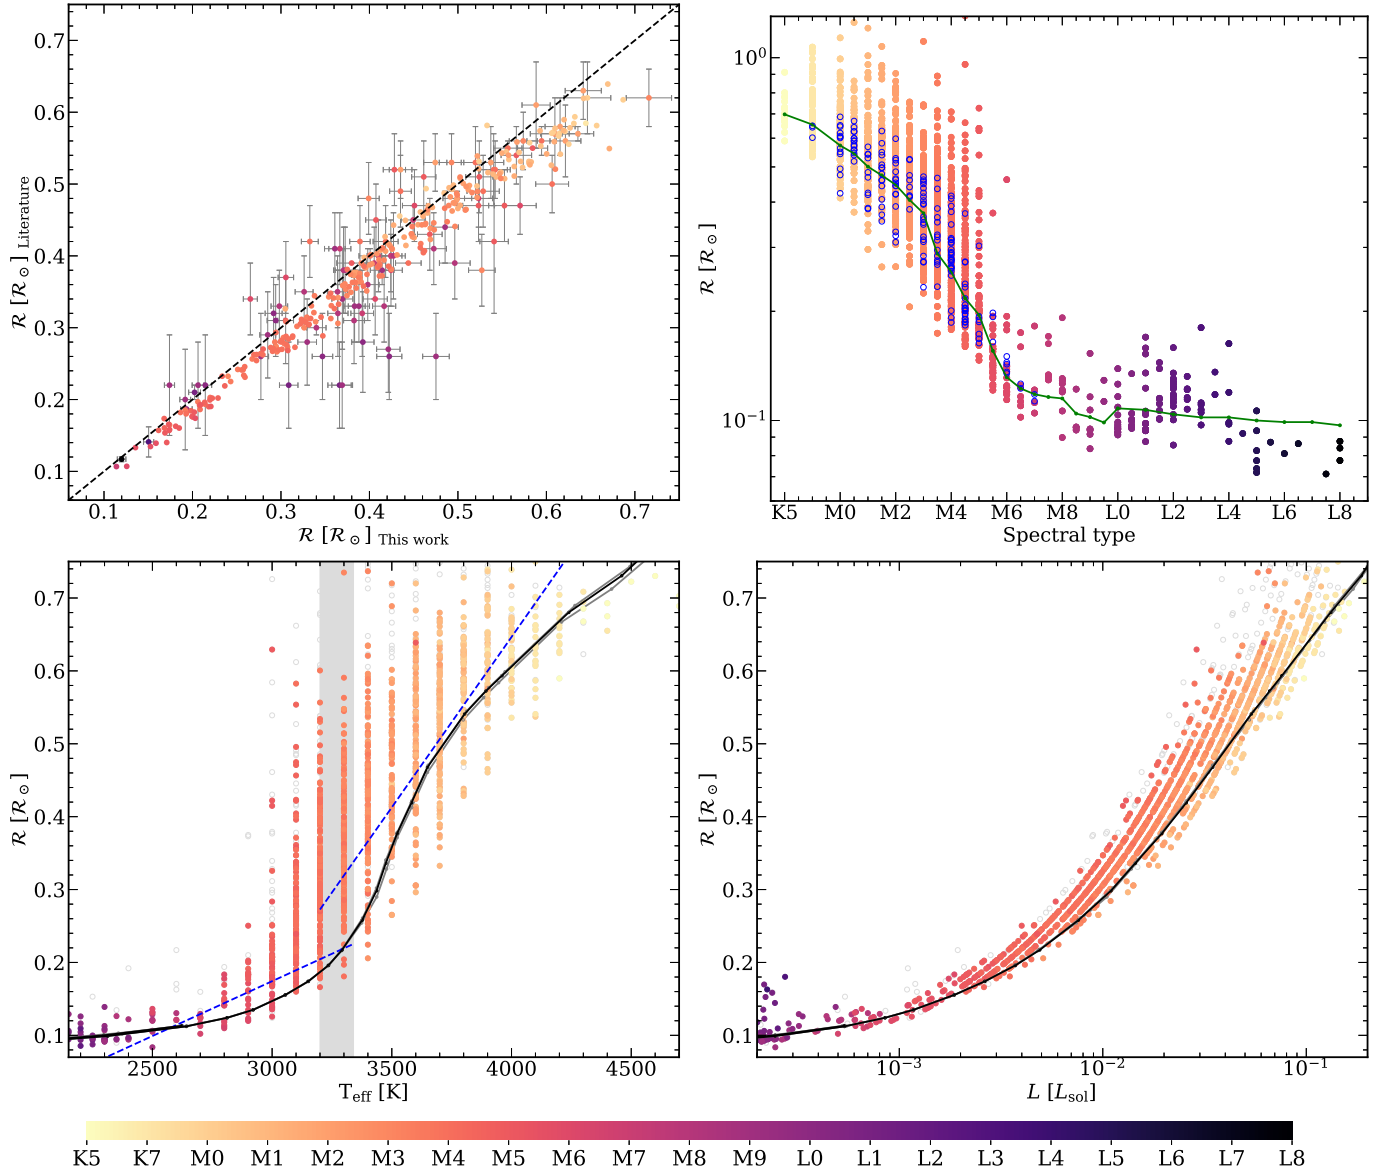 0.7
0.6
0.5
0.4
0.3
0.2
0.1
ℛ [ℛ⊙] Literature
0.1 0.2 0.3 0.4 0.5 0.6 0.7
ℛ [ℛ⊙] This work
10⁰
10⁻¹
ℛ [ℛ⊙]
K5 M0 M2 M4 M6 M8 L0 L2 L4 L6 L8
Spectral type
0.7
0.6
0.5
0.4
0.3
0.2
0.1
ℛ [ℛ⊙]
2500 3000 3500 4000 4500
Teff [K]
0.7
0.6
0.5
0.4
0.3
0.2
0.1
ℛ [ℛ⊙]
10⁻³ 10⁻² 10⁻¹
L [Lsol]
K5 K7 M0 M1 M2 M3 M4 M5 M6 M7 M8 M9 L0 L1 L2 L3 L4 L5 L6 L7 L8